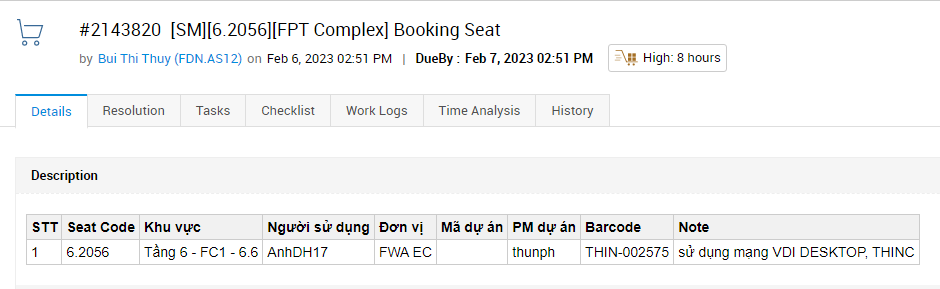 #2143820 [SM][6.2056][FPT Complex] Booking Seat
by Bui Thi Thuy (FDN.AS12) on Feb 6, 2023 02:51 PM | DueBy : Feb 7, 2023 02:51 PM High: 8 hours
Details Resolution Tasks Checklist Work Logs Time Analysis History
Description
STT Seat Code Khu vực Người sử dụng Đơn vị Mã dự án PM dự án Barcode Note
1 6.2056 Tầng 6 - FC1 - 6.6 AnhDH17 FWA EC thunph THIN-002575 sử dụng mạng VDI DESKTOP, THINC